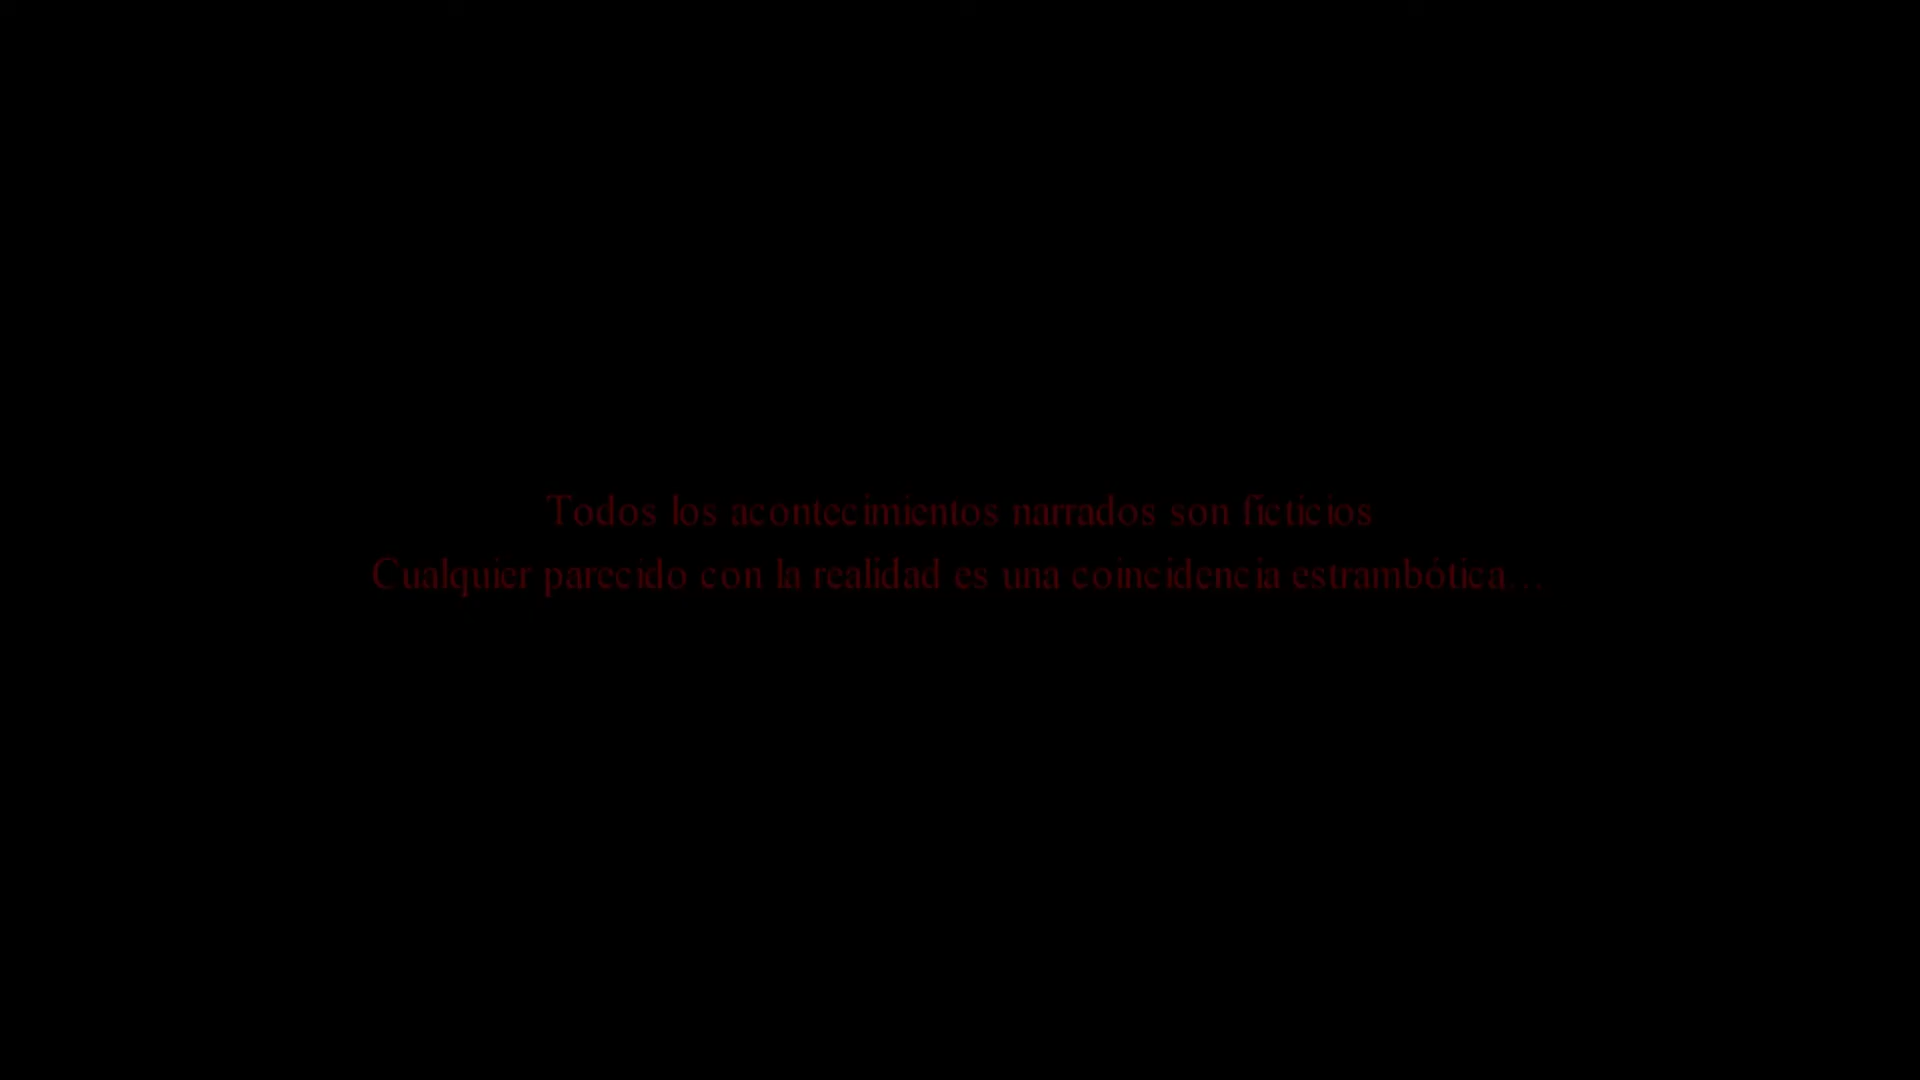 Todos los acontecimientos narrados son ficticios
Cualquier parecido con la realidad es una coincidencia estrambótica...